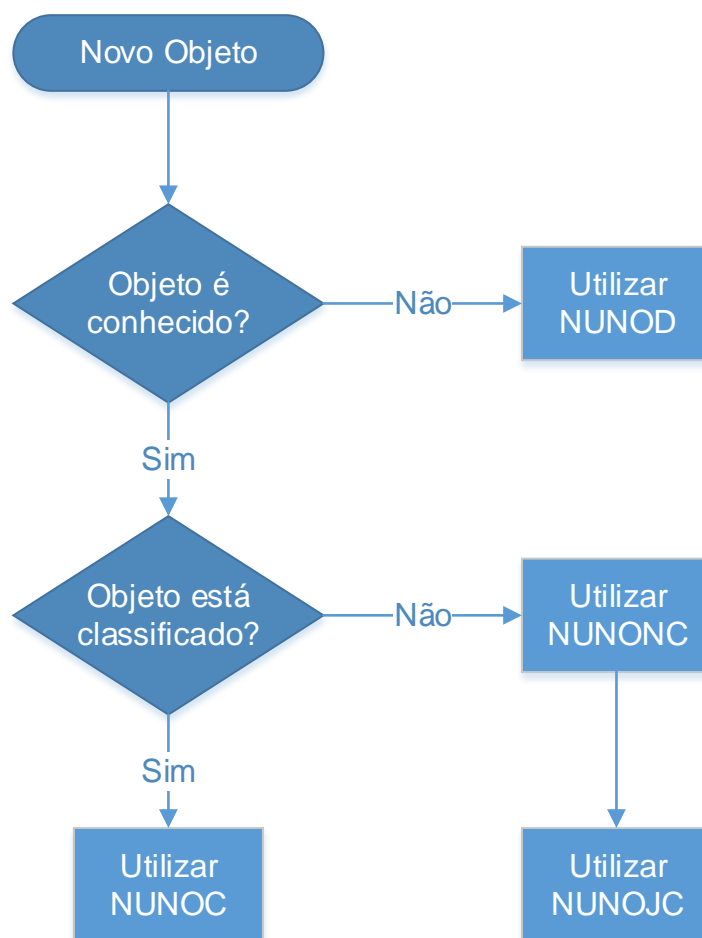 Novo Objeto
Objeto é
conhecido?
Não
Utilizar
NUNOD
Sim
Objeto está
classificado?
Não
Utilizar
NUNONC
Sim
Utilizar
NUNOC
Utilizar
NUNOJC